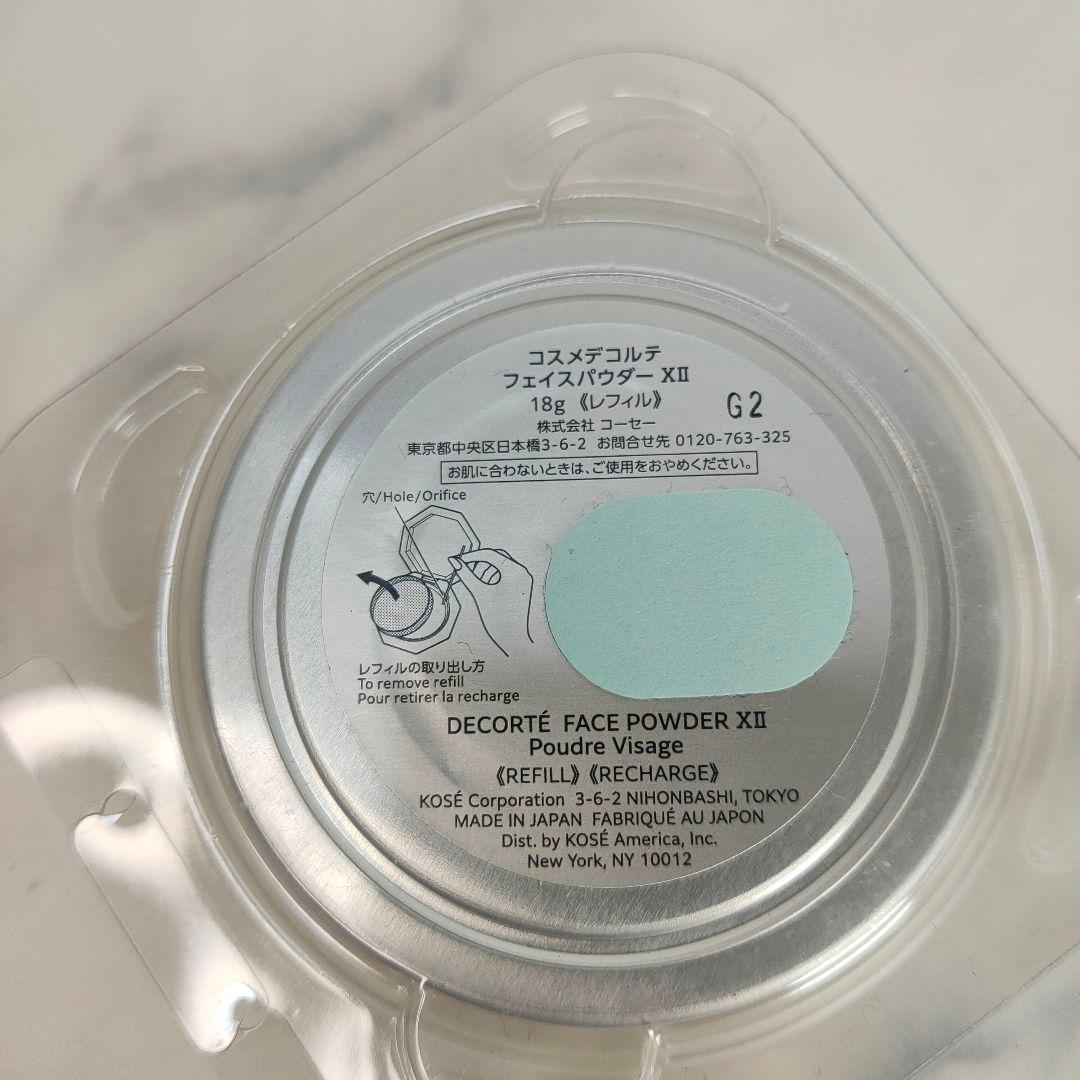 コスメデコルテ
フェイスパウダー XII
18g 《レフィル》 G2
株式会社 コーセー
東京都中央区日本橋3-6-2 お問合せ先 0120-763-325
お肌に合わないときは、ご使用をおやめください。
穴/Hole/Orifice
レフィルの取り出し方
To remove refill
Pour retirer la recharge
DECORTÉ FACE POWDER XII
Poudre Visage
《REFILL》《RECHARGE》
KOSÉ Corporation 3-6-2 NIHONBASHI, TOKYO
MADE IN JAPAN FABRIQUÉ AU JAPON
Dist. by KOSÉ America, Inc.
New York, NY 10012